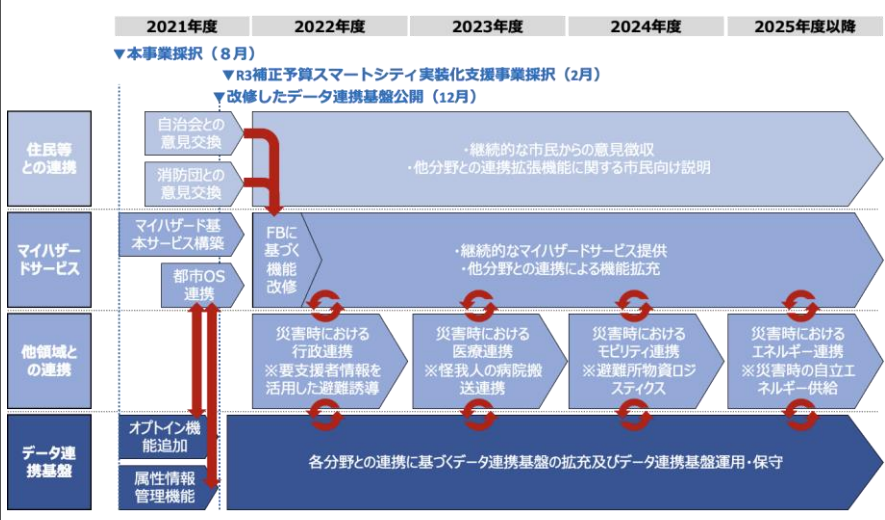 2021年度
2022年度
2023年度
2024年度
2025年度以降
▼本事業採択（８月）
▼R3補正予算スマートシティ実装化支援事業採択（2月）
▼改修したデータ連携基盤公開（12月）
住民等
との連携
自治会との
意見交換
消防団との
意見交換
・継続的な市民からの意見徴収
・他分野との連携拡張機能に関する市民向け説明
マイハザー
ドサービス
マイハザード基
本サービス構築
都市OS
連携
FBに
基づく
機能
改修
・継続的なマイハザードサービス提供
・他分野との連携による機能拡充
他領域と
の連携
災害時における
行政連携
※要支援者情報を
活用した避難誘導
災害時における
医療連携
※怪我人の病院搬
送連携
災害時における
モビリティ連携
※避難所物資ロジ
スティクス
災害時における
エネルギー連携
※災害時の自立エ
ネルギー供給
データ連
携基盤
オプトイン機
能追加
属性情報
管理機能
各分野との連携に基づくデータ連携基盤の拡充及びデータ連携基盤運用・保守